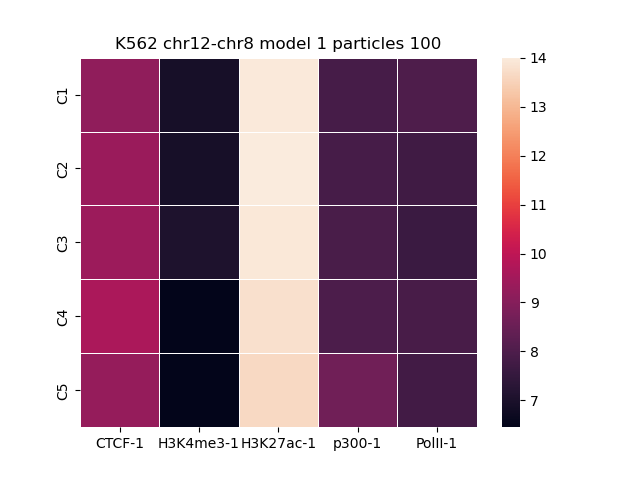 K562 chr12-chr8 model 1 particles 100
C1
C2
C3
C4
C5
CTCF-1 H3K4me3-1 H3K27ac-1 p300-1 PolII-1
14
13
12
11
10
9
8
7